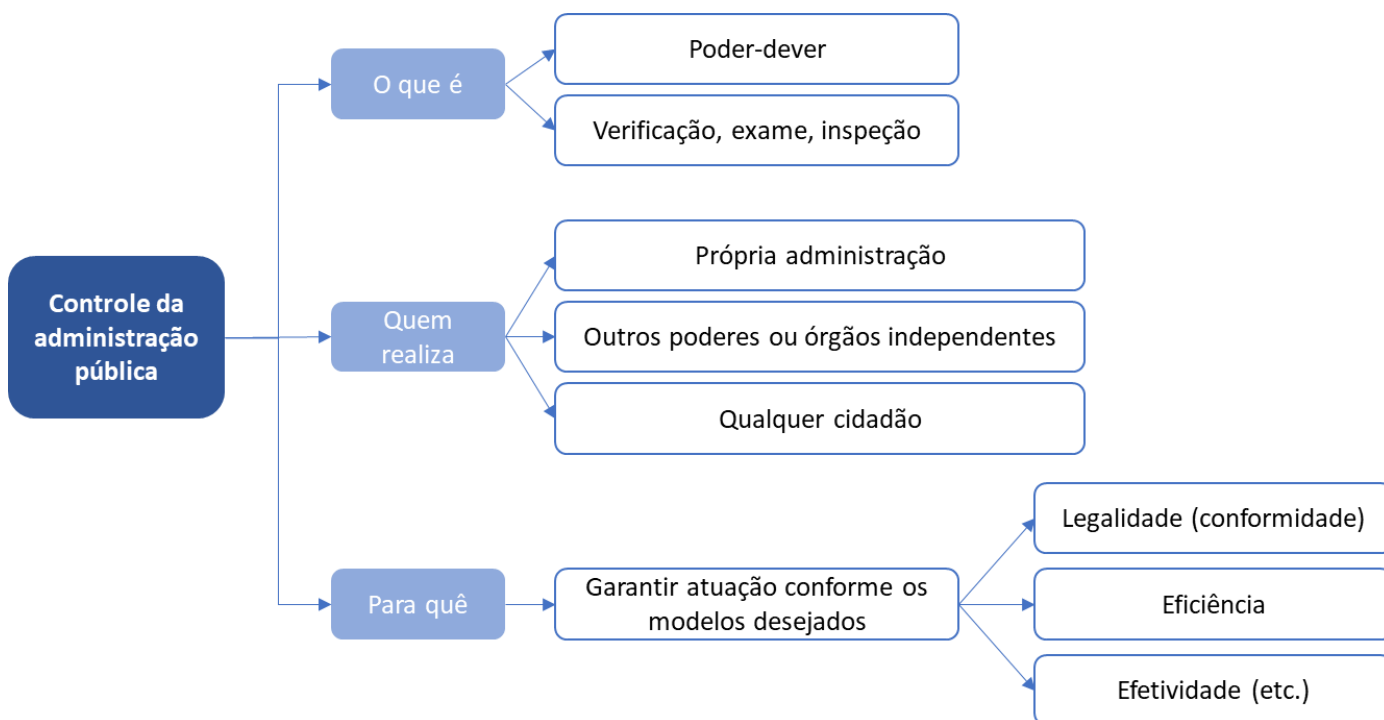 Controle da
administração
pública
O que é
Poder-dever
Verificação, exame, inspeção
Quem
realiza
Própria administração
Outros poderes ou órgãos independentes
Qualquer cidadão
Para quê
Garantir atuação conforme os
modelos desejados
Legalidade (conformidade)
Eficiência
Efetividade (etc.)